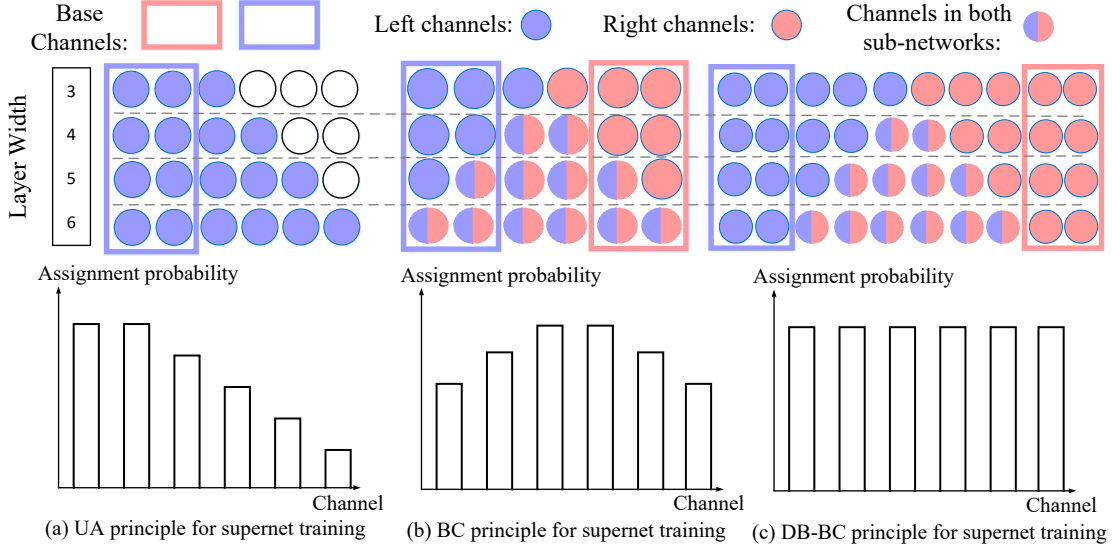 Base
Channels:
Left channels:
Right channels:
Channels in both
sub-networks:
Layer Width
3
4
5
6
Assignment probability
Channel
(a) UA principle for supernet training
Assignment probability
Channel
(b) BC principle for supernet training
Assignment probability
Channel
(c) DB-BC principle for supernet training